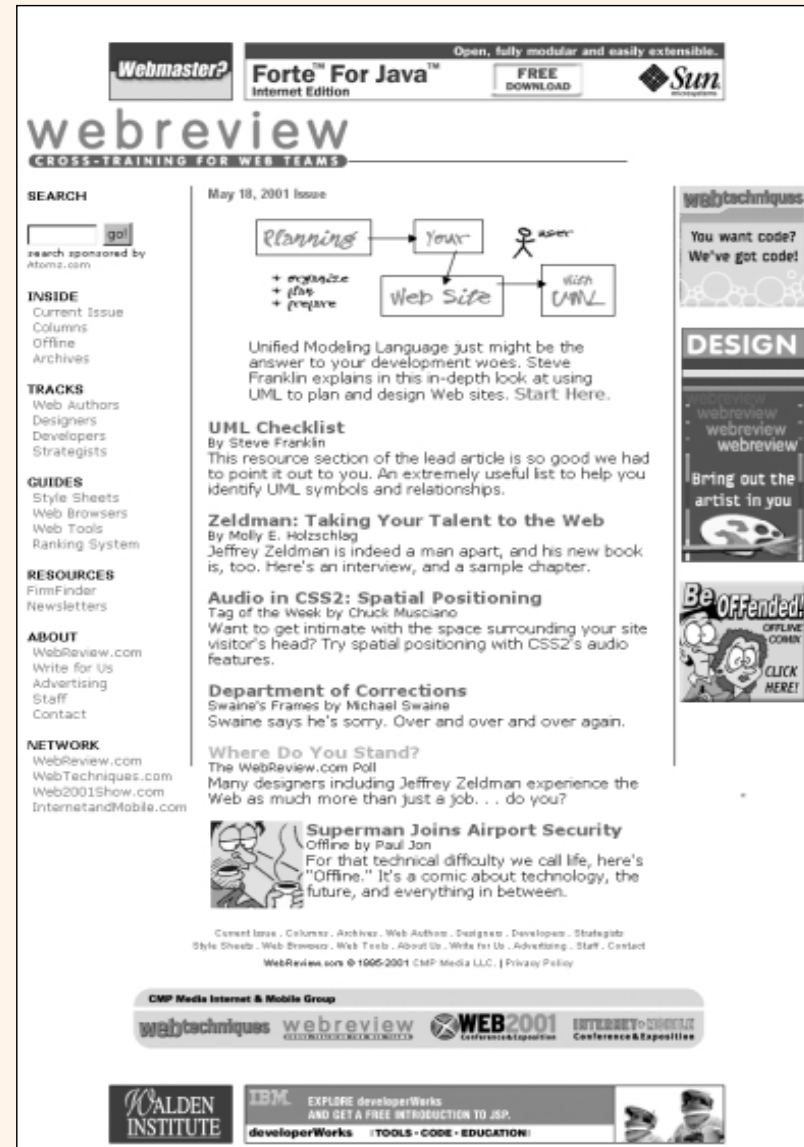 Webmaster?
Open, fully modular and easily extensible.
Forte™ For Java™
Internet Edition
FREE
DOWNLOAD
Sun
microsystems
webreview
CROSS-TRAINING FOR WEB TEAMS
SEARCH
go!
search sponsored by
Atomz.com
INSIDE
Current Issue
Columns
Offline
Archives
TRACKS
Web Authors
Designers
Developers
Strategists
GUIDES
Style Sheets
Web Browsers
Web Tools
Ranking System
RESOURCES
FirmFinder
Newsletters
ABOUT
WebReview.com
Write for Us
Advertising
Staff
Contact
NETWORK
WebReview.com
WebTechniques.com
Web2001Show.com
InternetandMobile.com
May 18, 2001 Issue
Planning
Your
user
+ organize
+ plan
+ prepare
Web Site
with
UML
Unified Modeling Language just might be the
answer to your development woes. Steve
Franklin explains in this in-depth look at using
UML to plan and design Web sites. Start Here.
UML Checklist
By Steve Franklin
This resource section of the lead article is so good we had
to point it out to you. An extremely useful list to help you
identify UML symbols and relationships.
Zeldman: Taking Your Talent to the Web
By Molly E. Holzschlag
Jeffrey Zeldman is indeed a man apart, and his new book
is, too. Here's an interview, and a sample chapter.
Audio in CSS2: Spatial Positioning
Tag of the Week by Chuck Musciano
Want to get intimate with the space surrounding your site
visitor's head? Try spatial positioning with CSS2's audio
features.
Department of Corrections
Swaine's Frames by Michael Swaine
Swaine says he's sorry. Over and over and over again.
Where Do You Stand?
The WebReview.com Poll
Many designers including Jeffrey Zeldman experience the
Web as much more than just a job. . . do you?
Superman Joins Airport Security
Offline by Paul Jon
For that technical difficulty we call life, here's
"Offline." It's a comic about technology, the
future, and everything in between.
webtechniques
You want code?
We've got code!
DESIGN
webreview
webreview
webreview
webreview
Bring out the
artist in you
Be
OFFended!
OFFLINE
COMIX
CLICK
HERE!
Current Issue . Columns . Archives . Web Authors . Designers . Developers . Strategists
Style Sheets . Web Browsers . Web Tools . About Us . Write for Us . Advertising . Staff . Contact
WebReview.com © 1995-2001 CMP Media LLC. | Privacy Policy
CMP Media Internet & Mobile Group
webtechniques
webreview
CROSS-TRAINING FOR WEB TEAMS
WEB2001
Conference & Exposition
INTERNET & MOBILE
Conference & Exposition
WALDEN
INSTITUTE
IBM.
EXPLORE developerWorks
AND GET A FREE INTRODUCTION TO JSP.
developerWorks
TOOLS - CODE - EDUCATION